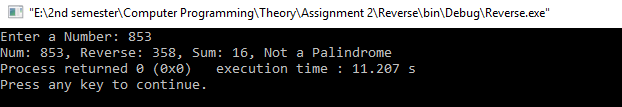 "E:\2nd semester\Computer Programming\Theory\Assignment 2\Reverse\bin\Debug\Reverse.exe"
Enter a Number: 853
Num: 853, Reverse: 358, Sum: 16, Not a Palindrome
Process returned 0 (0x0)   execution time : 11.207 s
Press any key to continue.